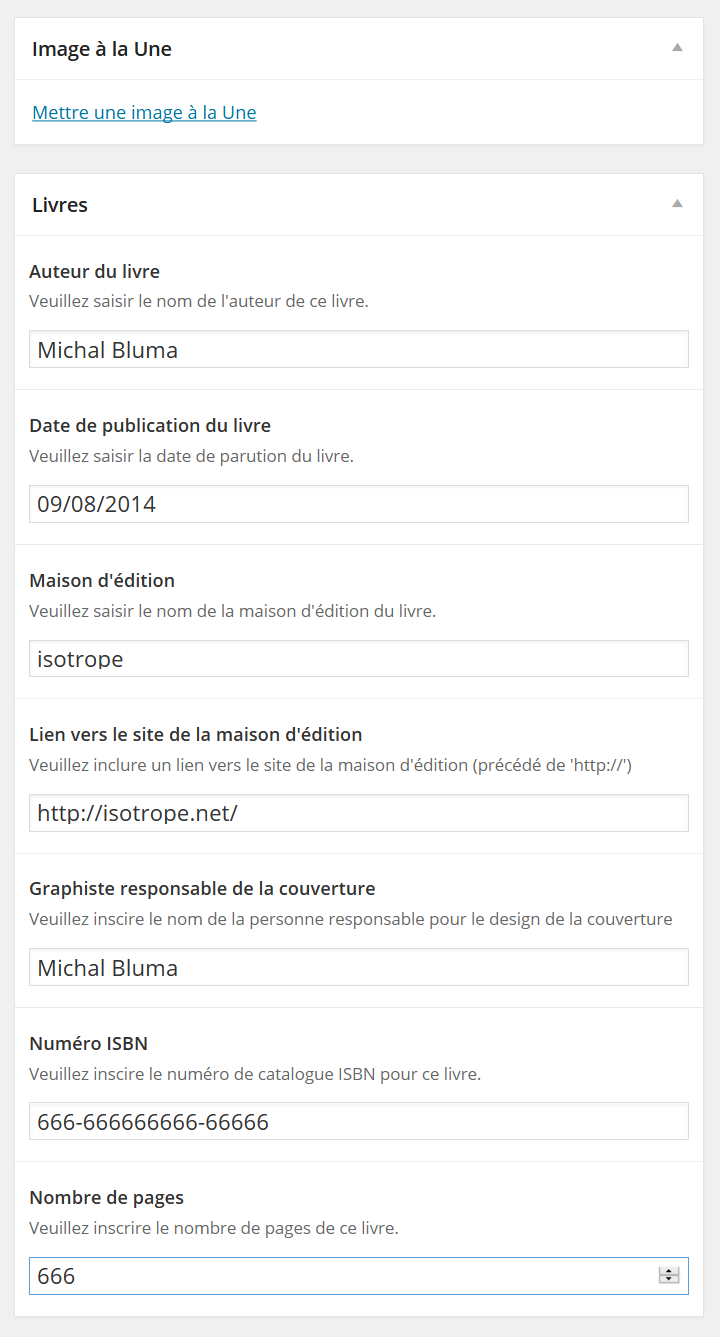 Image à la Une
Mettre une image à la Une
Livres
Auteur du livre
Veuillez saisir le nom de l'auteur de ce livre.
Michal Bluma
Date de publication du livre
Veuillez saisir la date de parution du livre.
09/08/2014
Maison d'édition
Veuillez saisir le nom de la maison d'édition du livre.
isotrope
Lien vers le site de la maison d'édition
Veuillez inclure un lien vers le site de la maison d'édition (précédé de 'http://')
http://isotrope.net/
Graphiste responsable de la couverture
Veuillez inscire le nom de la personne responsable pour le design de la couverture
Michal Bluma
Numéro ISBN
Veuillez inscire le numéro de catalogue ISBN pour ce livre.
666-666666666-66666
Nombre de pages
Veuillez inscrire le nombre de pages de ce livre.
666